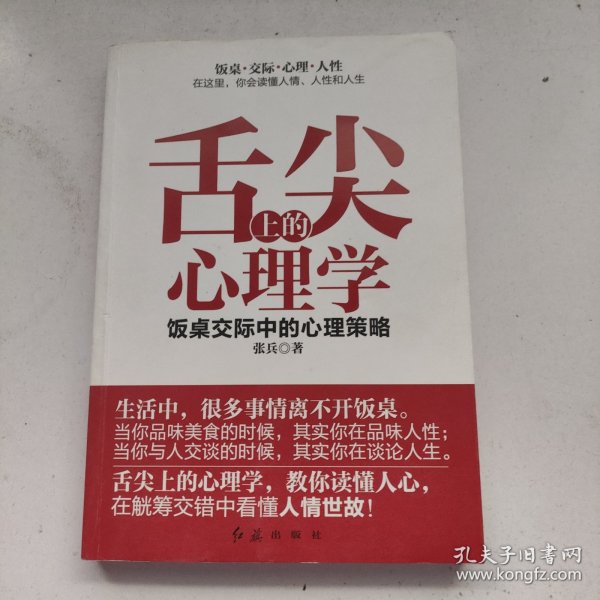 饭桌·交际·心理·人性
在这里，你会读懂人情、人性和人生
舌尖
上的
心理学
饭桌交际中的心理策略
张兵◎著
生活中，很多事情离不开饭桌。
当你品味美食的时候，其实你在品味人性；
当你与人交谈的时候，其实你在谈论人生。
舌尖上的心理学，教你读懂人心，
在觥筹交错中看懂人情世故！
红旗出版社
孔夫子旧书网
www.kongfz.com